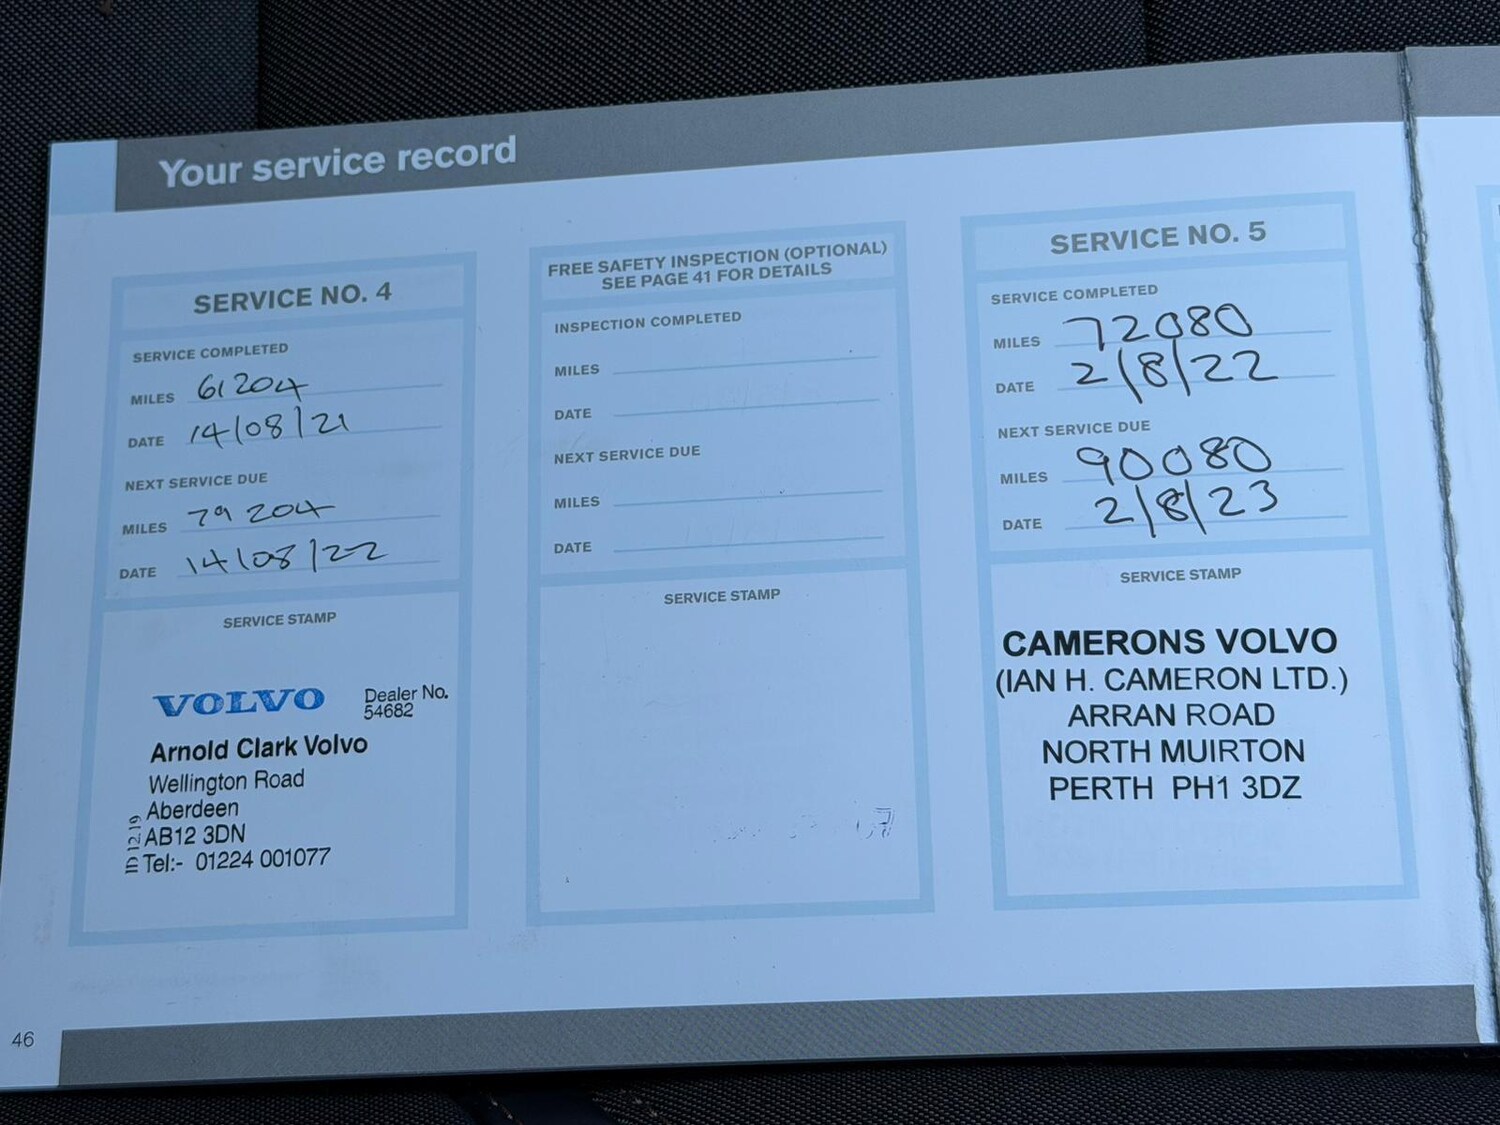 Your service record
SERVICE NO. 4
SERVICE COMPLETED
MILES 61204
DATE 14/08/21
NEXT SERVICE DUE
MILES 79204
DATE 14/08/22
SERVICE STAMP
VOLVO Dealer No.
54682
Arnold Clark Volvo
Wellington Road
Aberdeen
AB12 3DN
Tel:- 01224 001077
ID 12.19
FREE SAFETY INSPECTION (OPTIONAL)
SEE PAGE 41 FOR DETAILS
INSPECTION COMPLETED
MILES
DATE
NEXT SERVICE DUE
MILES
DATE
SERVICE STAMP
SERVICE NO. 5
SERVICE COMPLETED
MILES 72080
DATE 2/8/22
NEXT SERVICE DUE
MILES 90080
DATE 2/8/23
SERVICE STAMP
CAMERONS VOLVO
(IAN H. CAMERON LTD.)
ARRAN ROAD
NORTH MUIRTON
PERTH PH1 3DZ
46